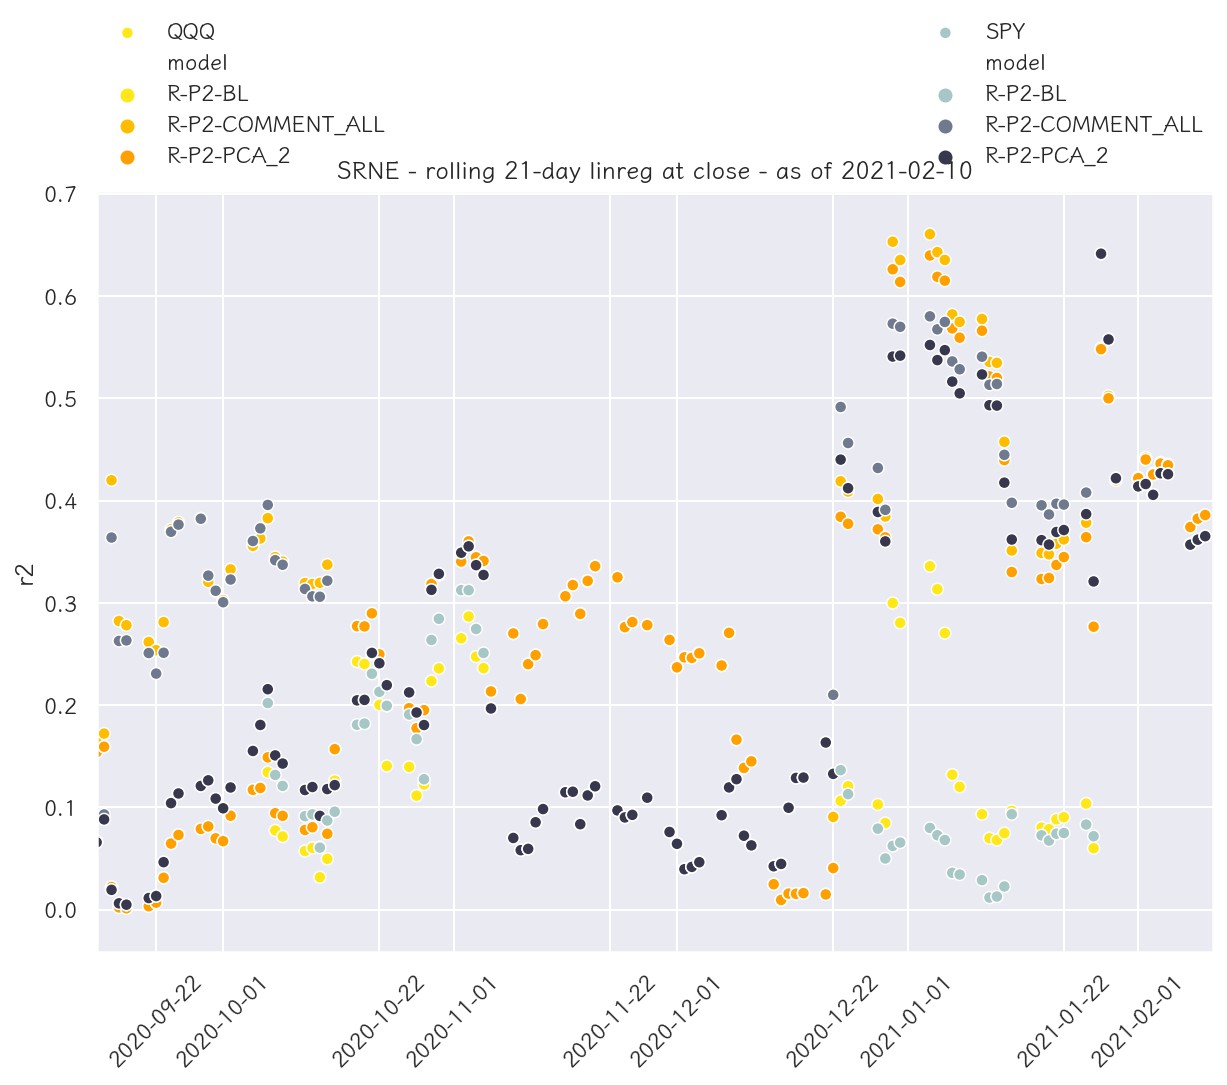 QQQ
model
R-P2-BL
R-P2-COMMENT_ALL
R-P2-PCA_2
SPY
model
R-P2-BL
R-P2-COMMENT_ALL
R-P2-PCA_2
SRNE - rolling 21-day linreg at close - as of 2021-02-10
0.7
0.6
0.5
0.4
0.3
0.2
0.1
0.0
r2
2020-09-22
2020-10-01
2020-10-22
2020-11-01
2020-11-22
2020-12-01
2020-12-22
2021-01-01
2021-01-22
2021-02-01